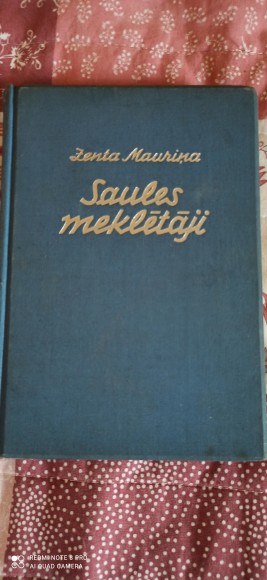 Zenta Mauriņa
Saules
meklētāji
REDMI NOTE 8 PRO
AI QUAD CAMERA